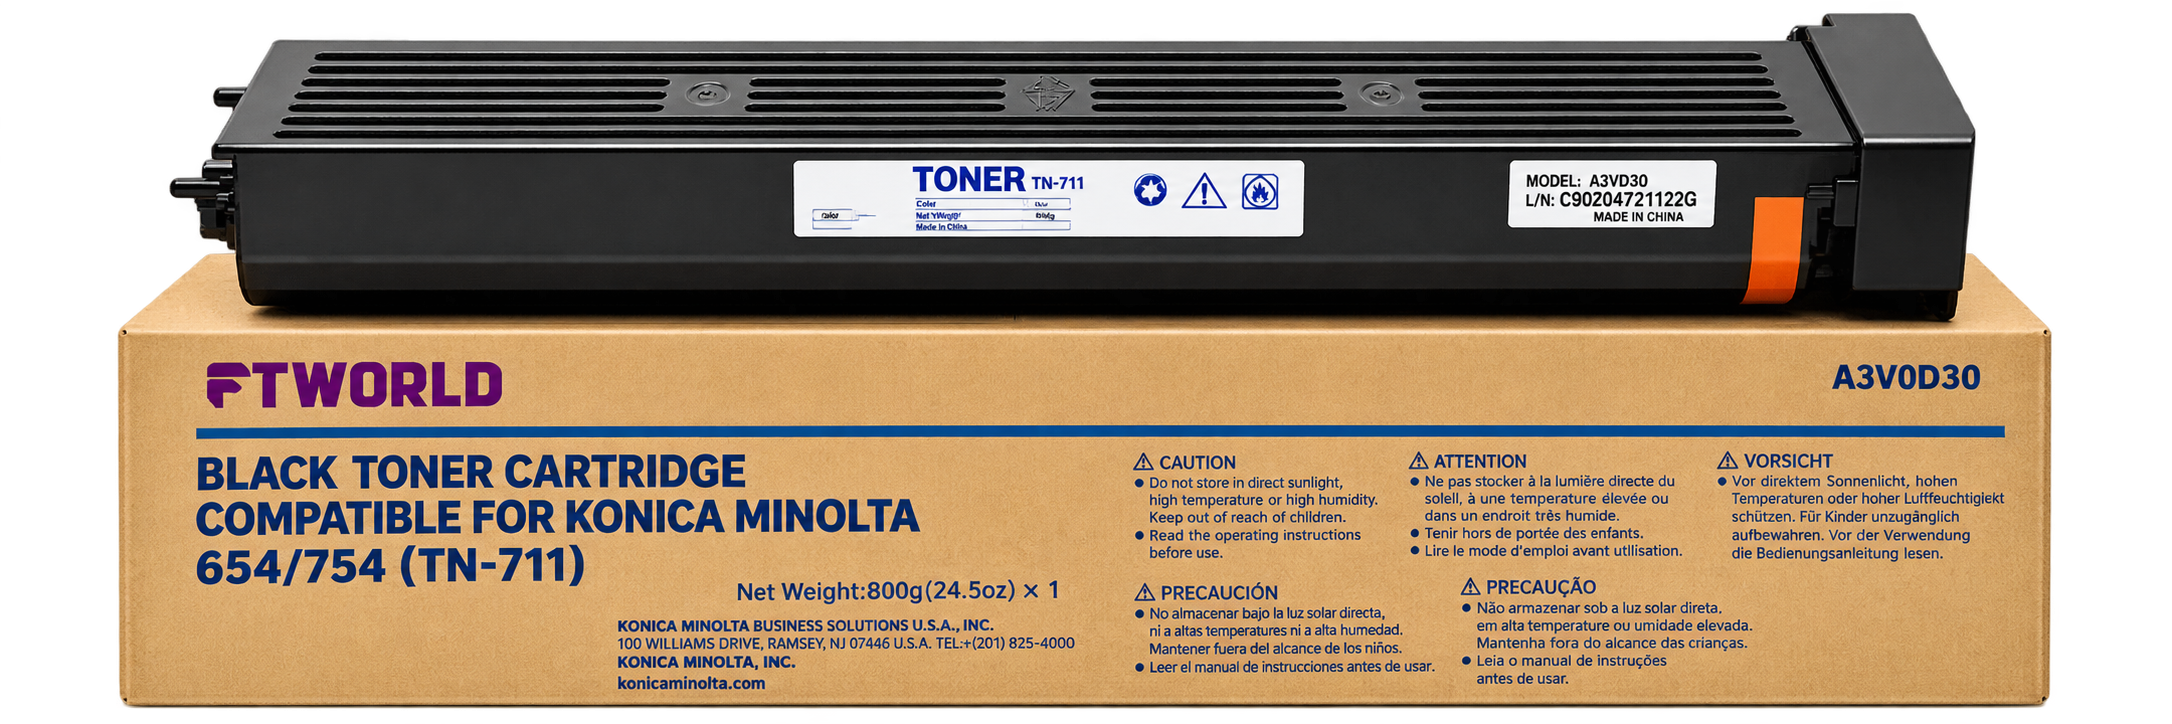 TONER TN-711
Color
Color
Made In China
MODEL: A3VD30
L/N: C90204721122G
MADE IN CHINA
FTWORLD
A3V0D30
BLACK TONER CARTRIDGE
COMPATIBLE FOR KONICA MINOLTA
654/754 (TN-711)
Net Weight:800g(24.5oz) × 1
KONICA MINOLTA BUSINESS SOLUTIONS U.S.A., INC.
100 WILLIAMS DRIVE, RAMSEY, NJ 07446 U.S.A. TEL:+(201) 825-4000
KONICA MINOLTA, INC.
konicaminolta.com
CAUTION
● Do not store in direct sunlight,
high temperature or high humidity.
Keep out of reach of children.
● Read the operating instructions
before use.
ATTENTION
● Ne pas stocker à la lumière directe du
soleil, à une temperature élevée ou
dans un endroit très humide.
● Tenir hors de portée des enfants.
● Lire le mode d'emploi avant utilisation.
VORSICHT
● Vor direktem Sonnenlicht, hohen
Temperaturen oder hoher Luffeuchtigiekt
schützen. Für Kinder unzugänglich
aufbewahren. Vor der Verwendung
die Bedienungsanleitung lesen.
PRECAUCIÓN
● No almacenar bajo la luz solar directa,
ni a altas temperatures ni a alta humedad.
Mantener fuera del alcance de los niños.
● Leer el manual de instrucciones antes de usar.
PRECAUÇÃO
● Não armazenar sob a luz solar direta,
em alta temperature ou umidade elevada.
Mantenha fora do alcance das crianças.
● Leia o manual de instruções
antes de usar.